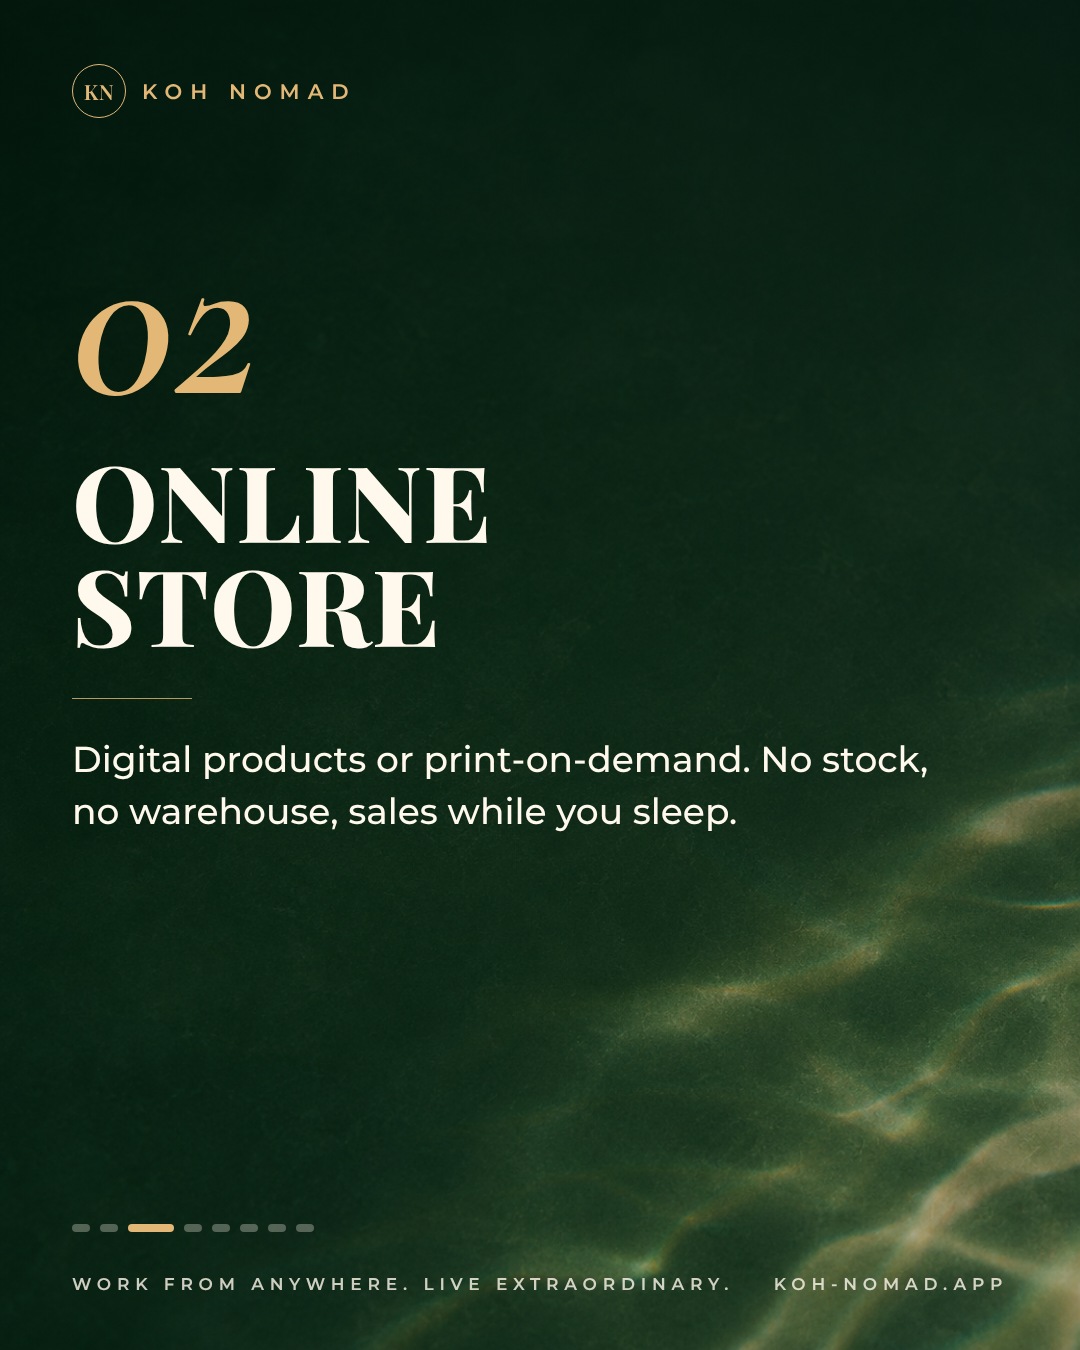 KN KOH NOMAD
02
ONLINE
STORE
Digital products or print-on-demand. No stock,
no warehouse, sales while you sleep.
WORK FROM ANYWHERE. LIVE EXTRAORDINARY. KOH-NOMAD.APP